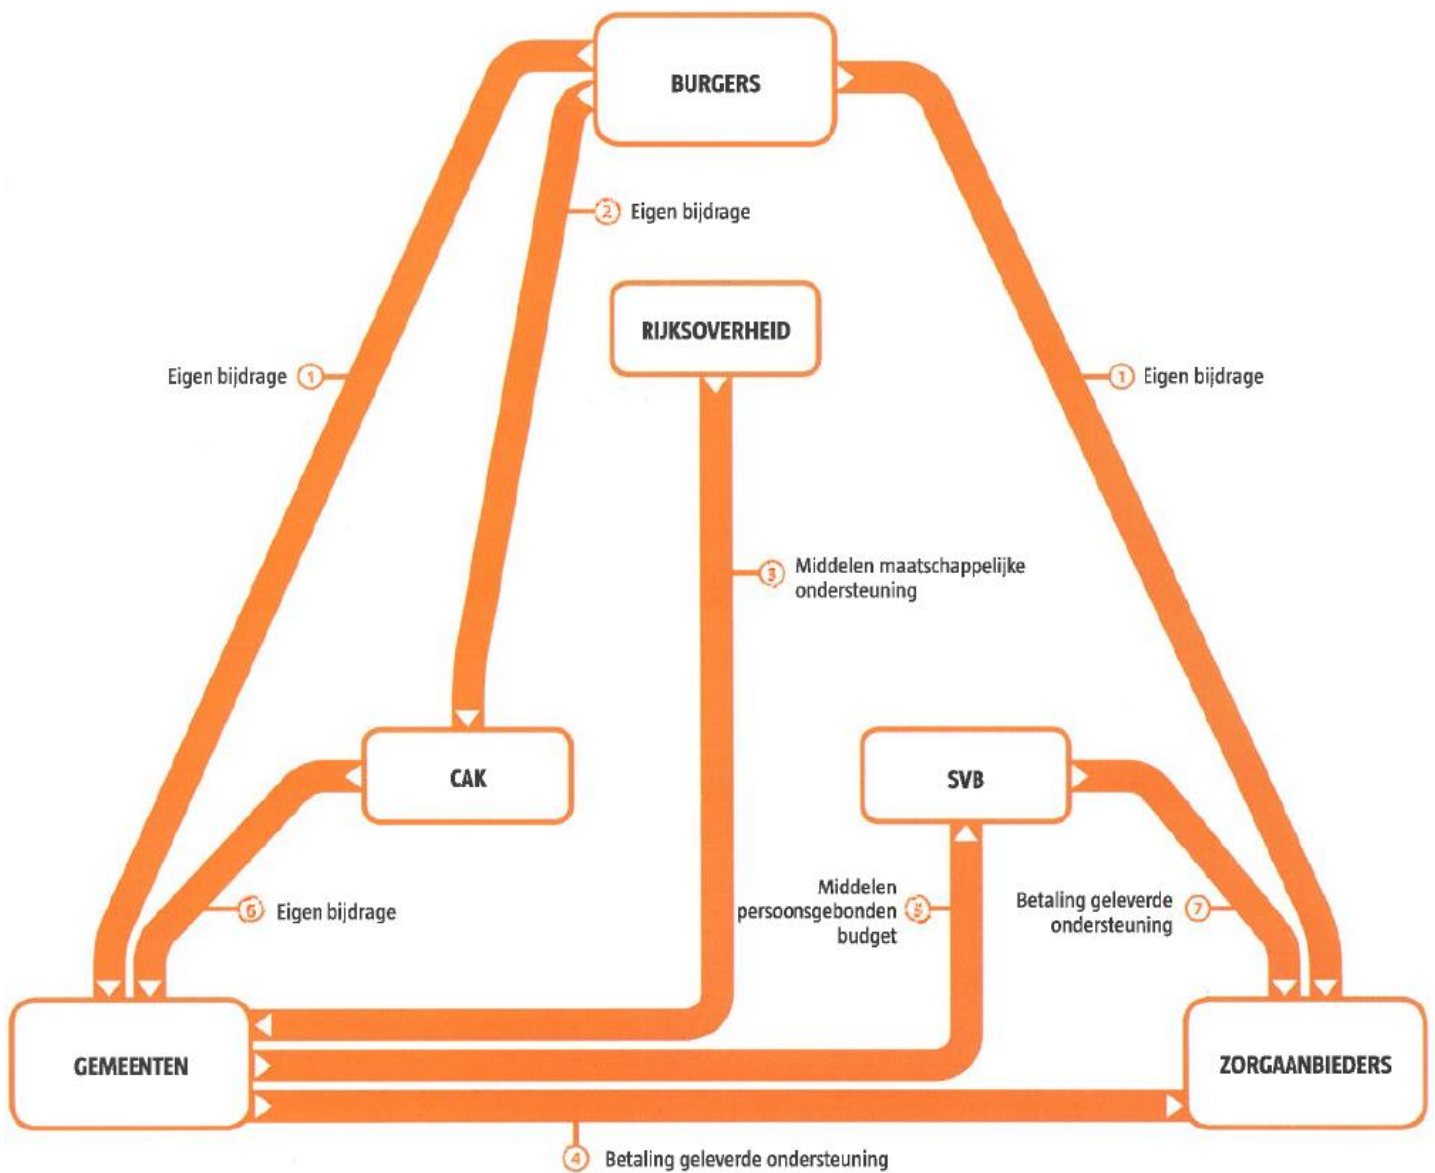 BURGERS
2 Eigen bijdrage
RIJKSOVERHEID
Eigen bijdrage 1
1 Eigen bijdrage
3 Middelen maatschappelijke
ondersteuning
CAK
SVB
6 Eigen bijdrage
Middelen
persoonsgebonden 5
budget
Betaling geleverde 7
ondersteuning
GEMEENTEN
ZORGAANBIEDERS
4 Betaling geleverde ondersteuning